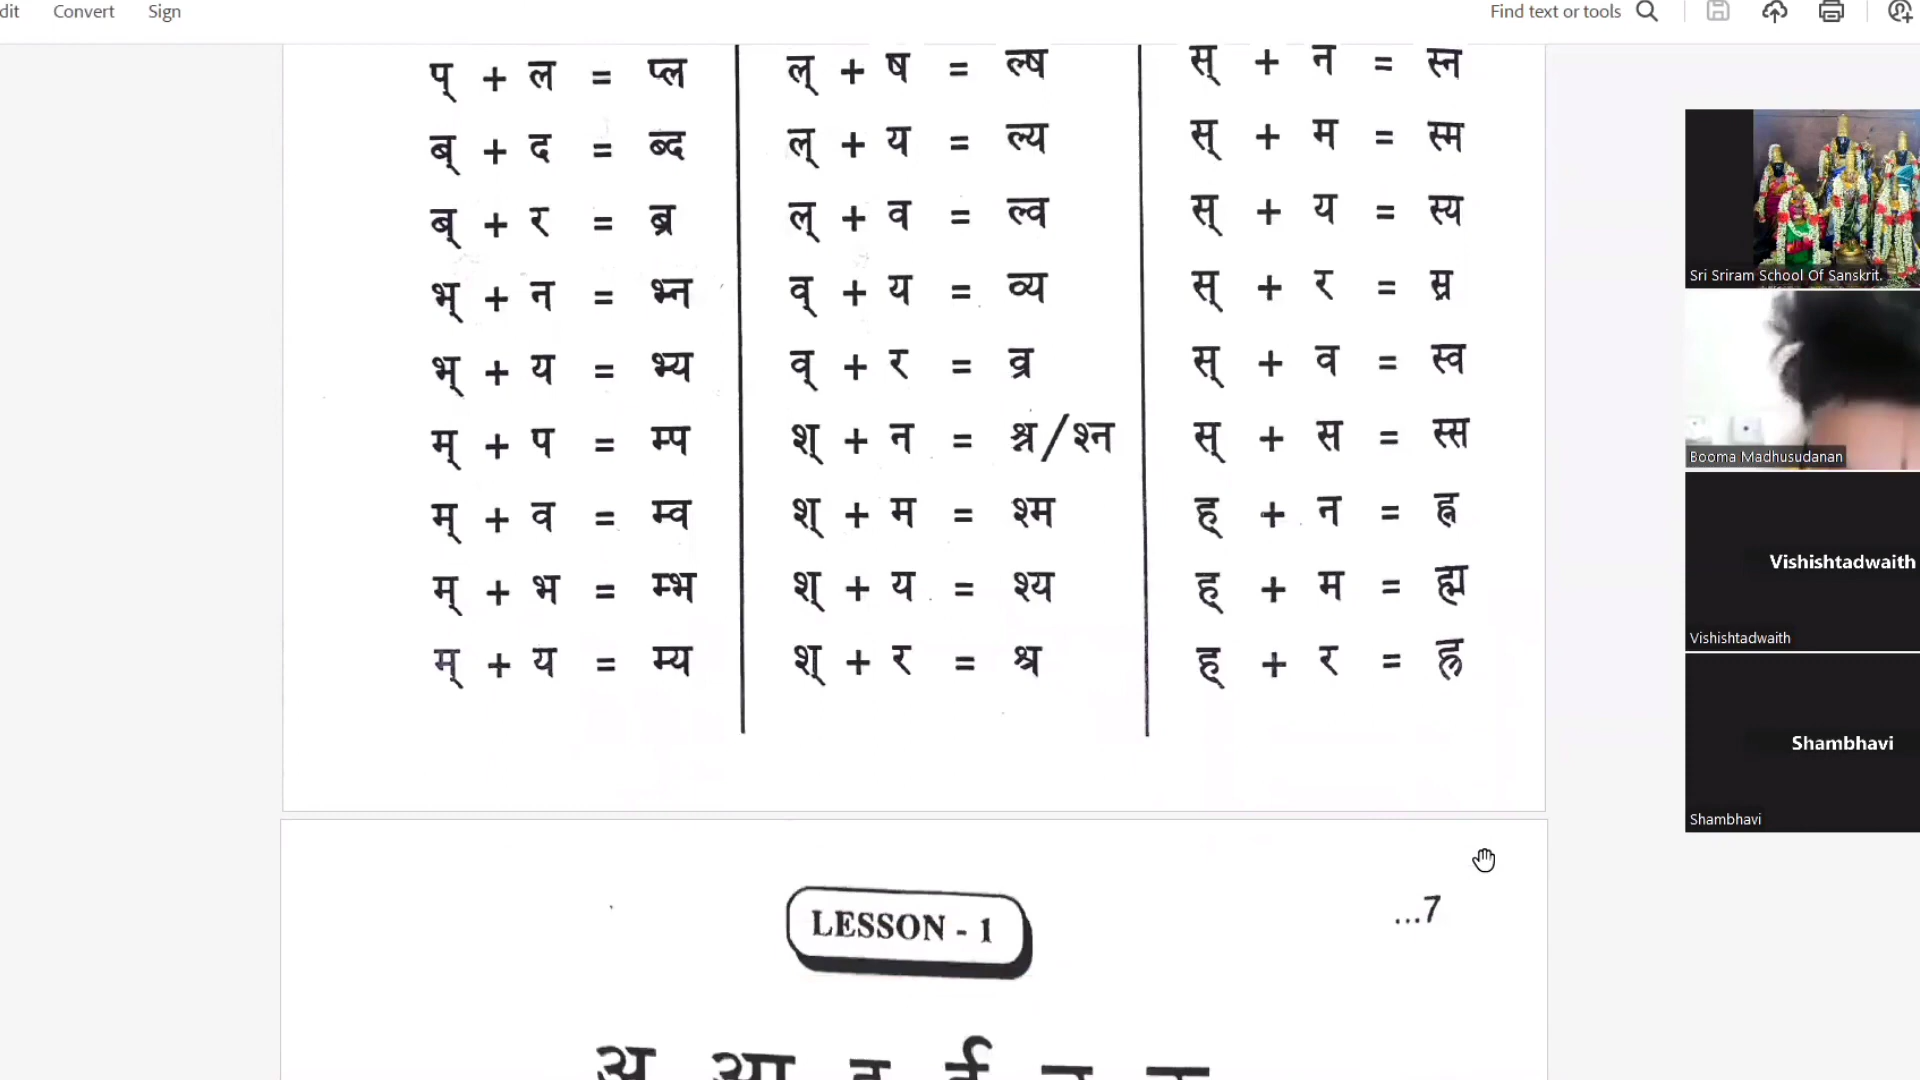 dit Convert Sign Find text or tools
प् + ल = प्ल
ब् + द = ब्द
ब् + र = ब्र
भ् + न = भ्न
भ् + य = भ्य
म् + प = म्प
म् + व = म्व
म् + भ = म्भ
म् + य = म्य
ल् + ष = ल्ष
ल् + य = ल्य
ल् + व = ल्व
व् + य = व्य
व् + र = व्र
श् + न = श्न/श्न
श् + म = श्म
श् + य = श्य
श् + र = श्र
स् + न = स्न
स् + म = स्म
स् + य = स्य
स् + र = स्र
स् + व = स्व
स् + स = स्स
ह् + न = ह्न
ह् + म = ह्म
ह् + र = ह्र
...7
LESSON - 1
अ आ इ ई उ ऊ
Sri Sriram School Of Sanskrit.
Booma Madhusudanan
Vishishtadwaith
Vishishtadwaith
Shambhavi
Shambhavi